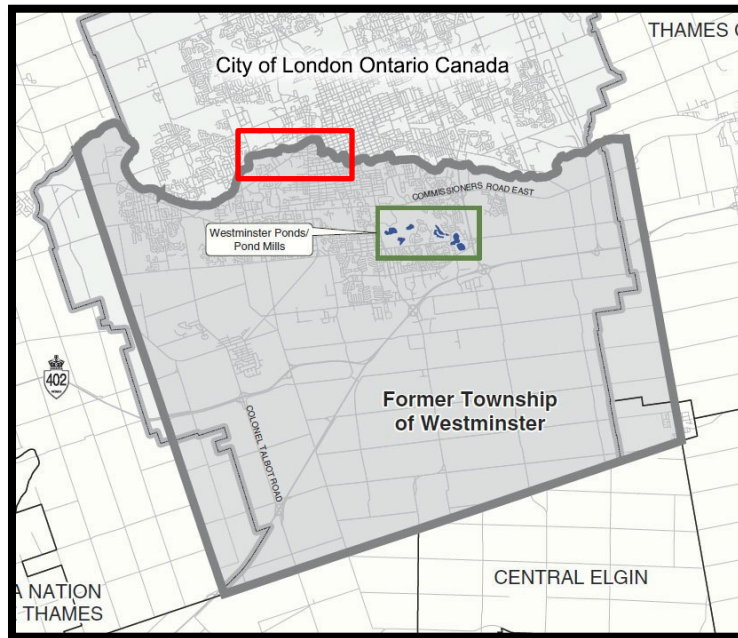 THAMES C
City of London Ontario Canada
COMMISSIONERS ROAD EAST
Westminster Ponds/
Pond Mills
402
Former Township
of Westminster
COLONEL TALBOT ROAD
CENTRAL ELGIN
A NATION
THAMES